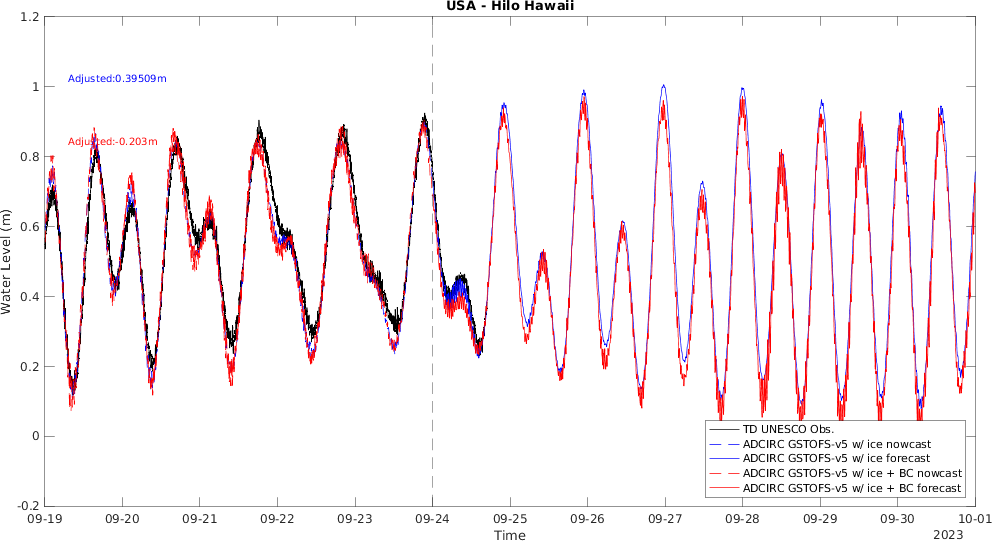 USA - Hilo Hawaii
1.2
1
0.8
0.6
0.4
0.2
0
-0.2
Water Level (m)
Adjusted:0.39509m
Adjusted:-0.203m
TD UNESCO Obs.
ADCIRC GSTOFS-v5 w/ ice nowcast
ADCIRC GSTOFS-v5 w/ ice forecast
ADCIRC GSTOFS-v5 w/ ice + BC nowcast
ADCIRC GSTOFS-v5 w/ ice + BC forecast
09-19 09-20 09-21 09-22 09-23 09-24 09-25 09-26 09-27 09-28 09-29 09-30 10-01
Time
2023